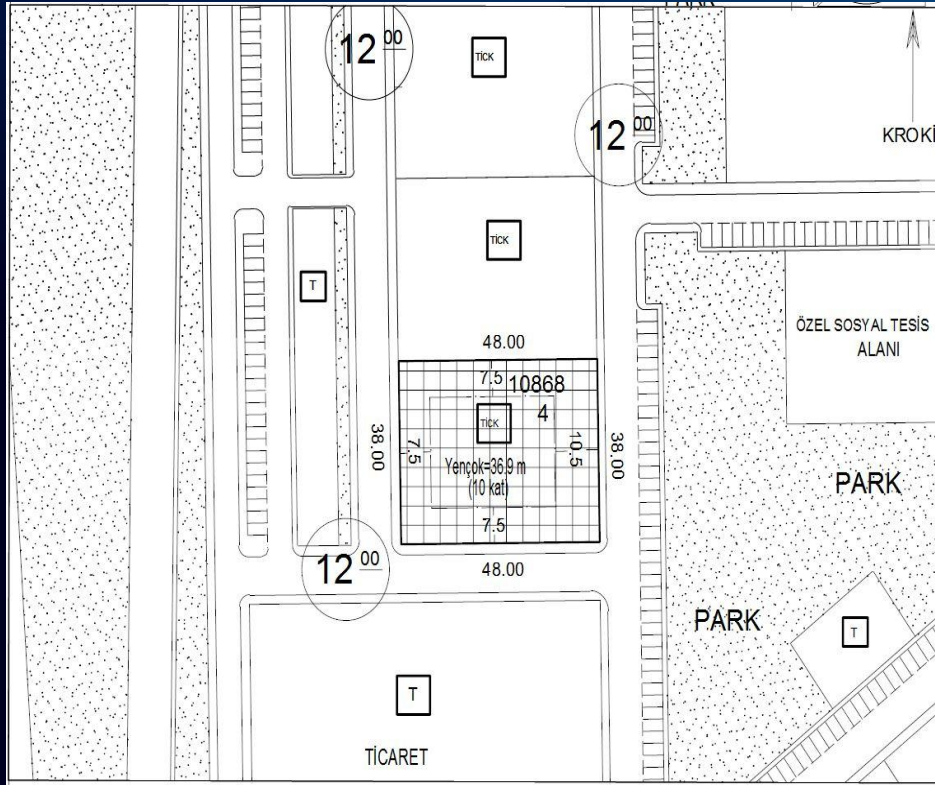 PARK
12 00
TİCK
12 00
KROKİ
TİCK
T
ÖZEL SOSYAL TESİS
ALANI
48.00
7.5 10868
4
TİCK
38.00
7.5
10.5
38.00
Yençok=36.9 m
(10 kat)
7.5
PARK
12 00
48.00
PARK
T
T
TİCARET